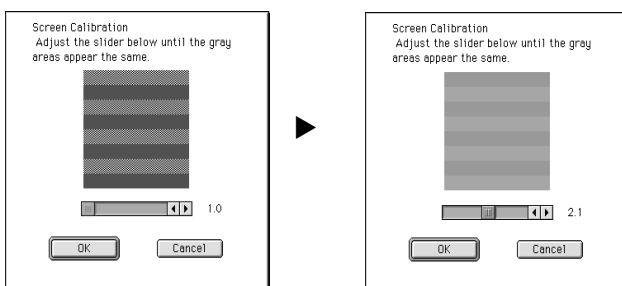 Screen Calibration
Adjust the slider below until the gray
areas appear the same.
1.0
OK Cancel
Screen Calibration
Adjust the slider below until the gray
areas appear the same.
2.1
OK Cancel